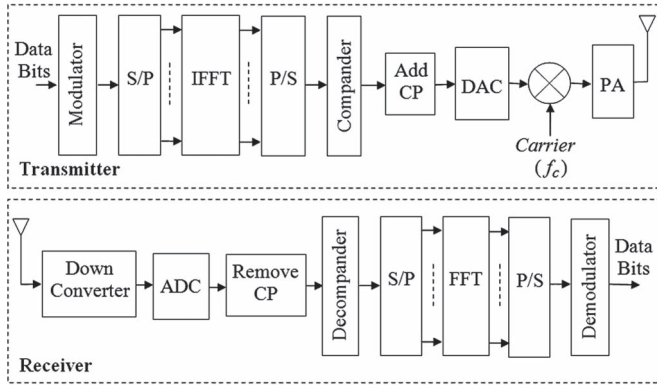 Data
Bits
Modulator
S/P
IFFT
P/S
Compander
Add
CP
DAC
PA
Carrier
(fc)
Transmitter
Down
Converter
ADC
Remove
CP
Decompander
S/P
FFT
P/S
Demodulator
Data
Bits
Receiver